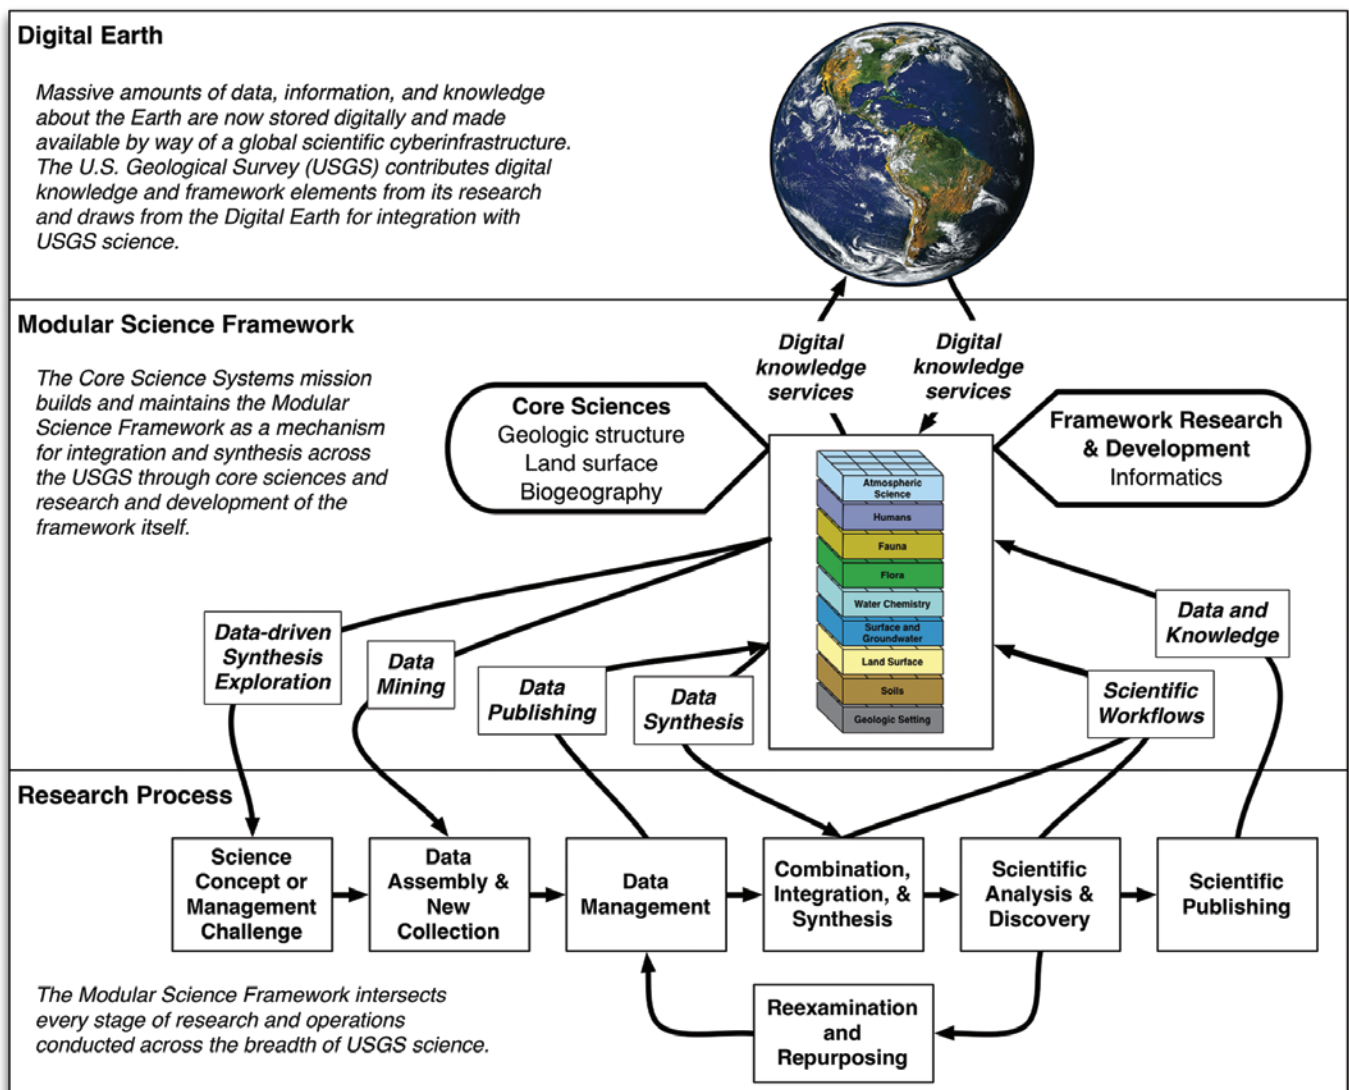 Digital Earth
Massive amounts of data, information, and knowledge
about the Earth are now stored digitally and made
available by way of a global scientific cyberinfrastructure.
The U.S. Geological Survey (USGS) contributes digital
knowledge and framework elements from its research
and draws from the Digital Earth for integration with
USGS science.
Modular Science Framework
The Core Science Systems mission
builds and maintains the Modular
Science Framework as a mechanism
for integration and synthesis across
the USGS through core sciences and
research and development of the
framework itself.
Digital
knowledge
services
Digital
knowledge
services
Core Sciences
Geologic structure
Land surface
Biogeography
Framework Research
& Development
Informatics
Atmospheric
Science
Humans
Fauna
Flora
Water Chemistry
Surface and
Groundwater
Land Surface
Soils
Geologic Setting
Data-driven
Synthesis
Exploration
Data
Mining
Data
Publishing
Data
Synthesis
Data and
Knowledge
Scientific
Workflows
Research Process
Science
Concept or
Management
Challenge
Data
Assembly &
New
Collection
Data
Management
Combination,
Integration, &
Synthesis
Scientific
Analysis &
Discovery
Scientific
Publishing
Reexamination
and
Repurposing
The Modular Science Framework intersects
every stage of research and operations
conducted across the breadth of USGS science.